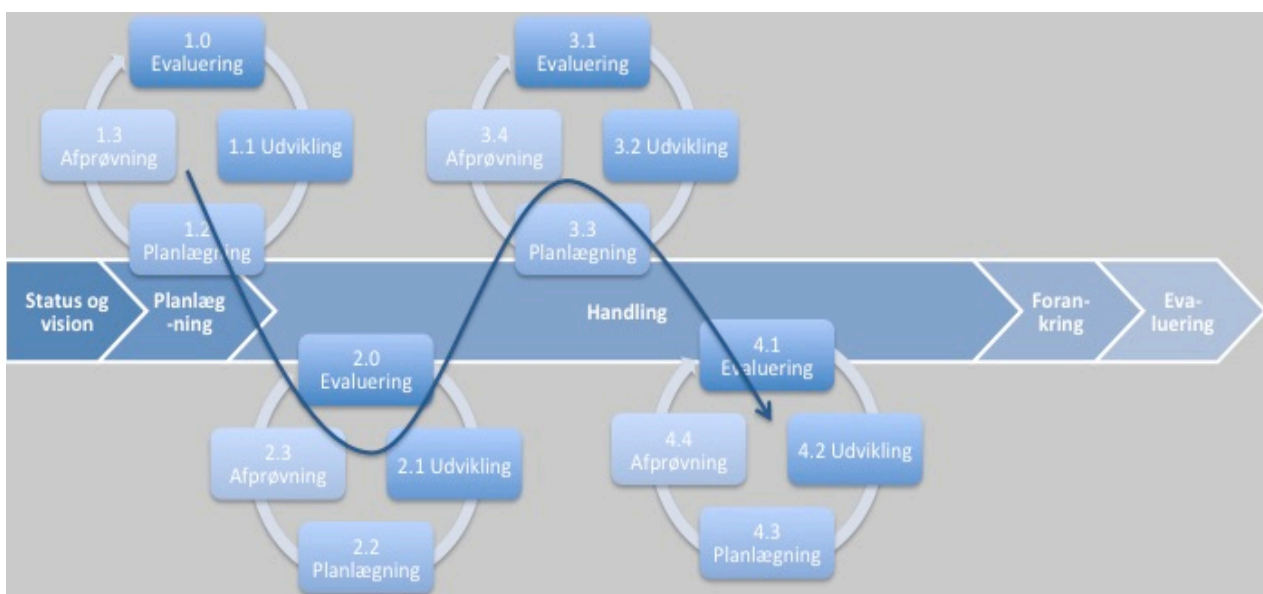 1.0
Evaluering
1.1 Udvikling
1.2
Planlægning
1.3
Afprøvning
3.1
Evaluering
3.2 Udvikling
3.3
Planlægning
3.4
Afprøvning
Status og
vision
Planlæg
-ning
Handling
Foran-
kring
Eva-
luering
2.0
Evaluering
2.1 Udvikling
2.2
Planlægning
2.3
Afprøvning
4.1
Evaluering
4.2 Udvikling
4.3
Planlægning
4.4
Afprøvning